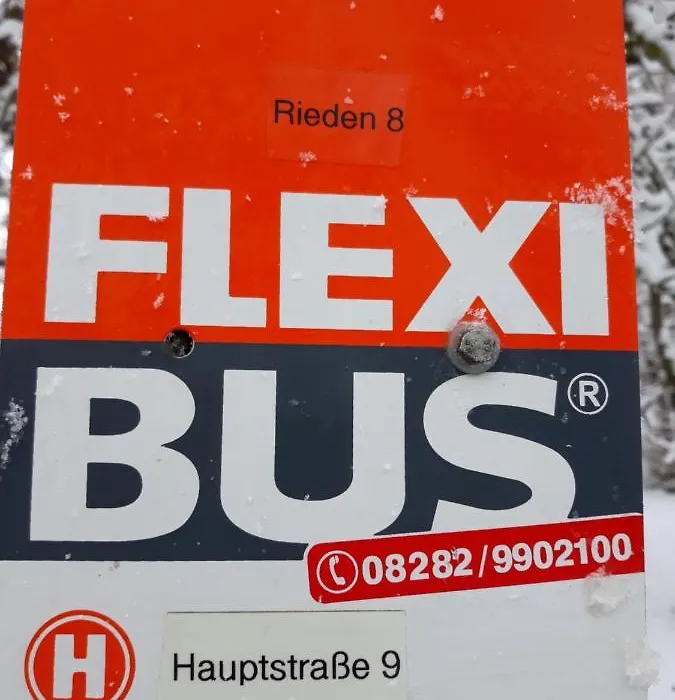 Rieden 8
FLEXI
BUS®
08282/9902100
H
Hauptstraße 9